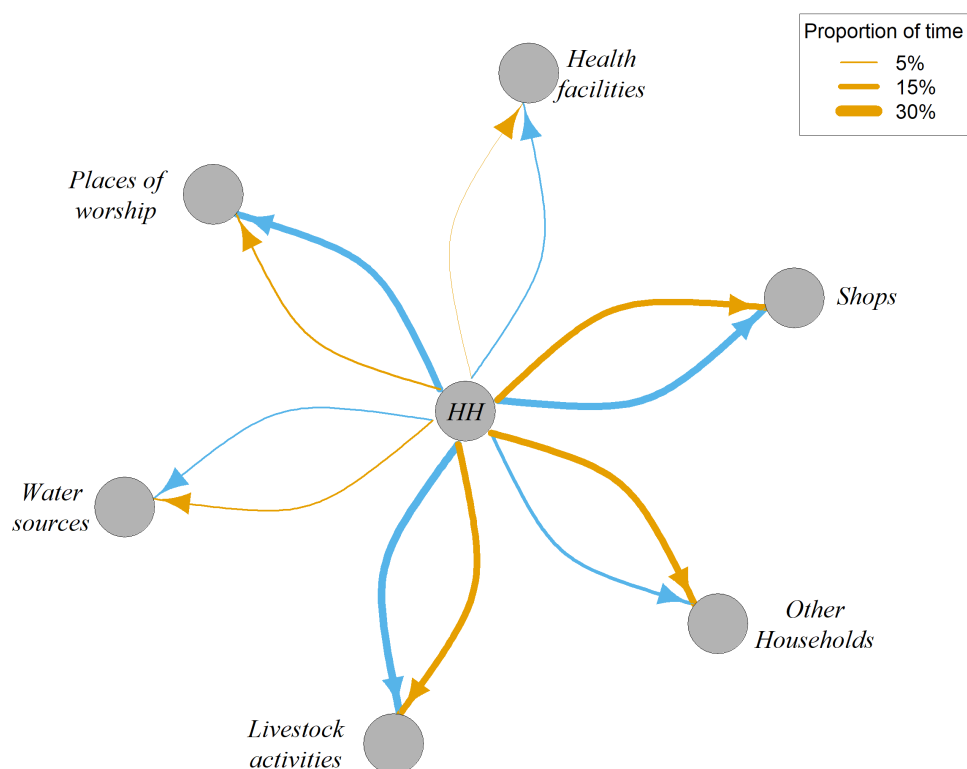 Proportion of time
5%
15%
30%
Health
facilities
Places of
worship
Shops
HH
Water
sources
Other
Households
Livestock
activities